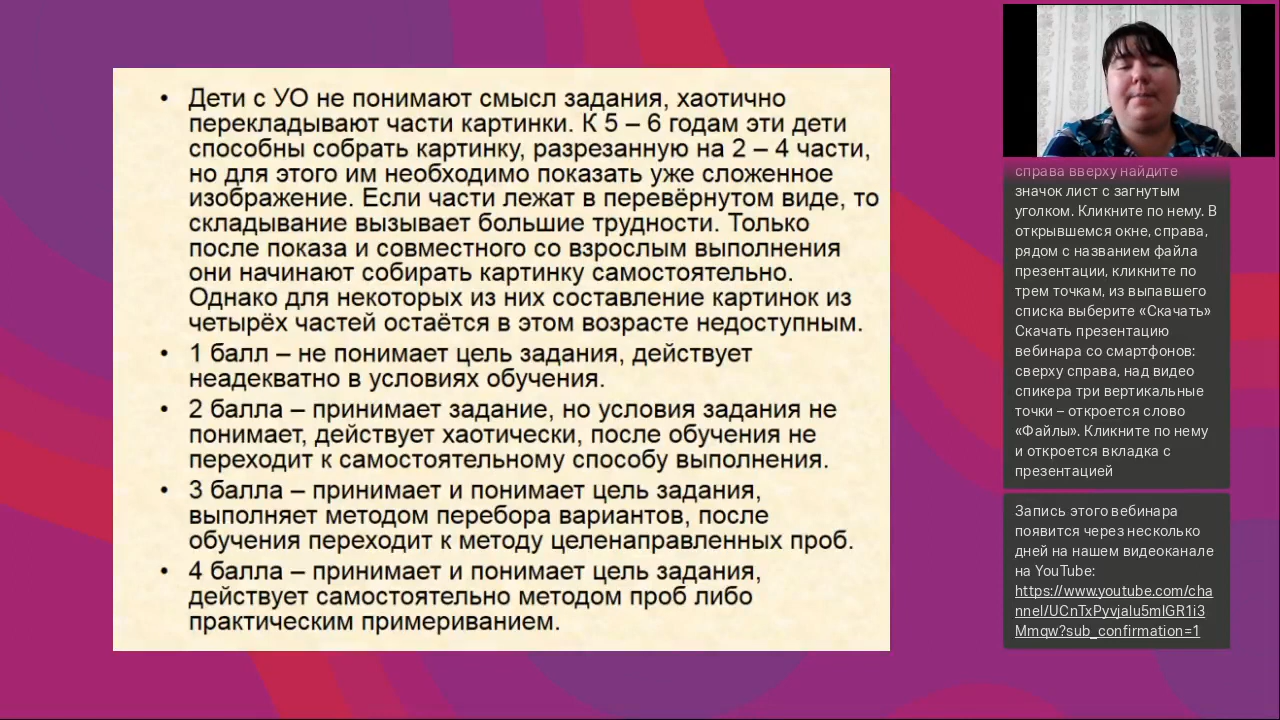 • Дети с УО не понимают смысл задания, хаотично
перекладывают части картинки. К 5 – 6 годам эти дети
способны собрать картинку, разрезанную на 2 – 4 части,
но для этого им необходимо показать уже сложенное
изображение. Если части лежат в перевёрнутом виде, то
складывание вызывает большие трудности. Только
после показа и совместного со взрослым выполнения
они начинают собирать картинку самостоятельно.
Однако для некоторых из них составление картинок из
четырёх частей остаётся в этом возрасте недоступным.
• 1 балл – не понимает цель задания, действует
неадекватно в условиях обучения.
• 2 балла – принимает задание, но условия задания не
понимает, действует хаотически, после обучения не
переходит к самостоятельному способу выполнения.
• 3 балла – принимает и понимает цель задания,
выполняет методом перебора вариантов, после
обучения переходит к методу целенаправленных проб.
• 4 балла – принимает и понимает цель задания,
действует самостоятельно методом проб либо
практическим примериванием.
справа вверху найдите
значок лист с загнутым
уголком. Кликните по нему. В
открывшемся окне, справа,
рядом с названием файла
презентации, кликните по
трем точкам, из выпавшего
списка выберите «Скачать»
Скачать презентацию
вебинара со смартфонов:
сверху справа, над видео
спикера три вертикальные
точки – откроется слово
«Файлы». Кликните по нему
и откроется вкладка с
презентацией
Запись этого вебинара
появится через несколько
дней на нашем видеоканале
на YouTube:
https://www.youtube.com/cha
nnel/UCnTxPyvjalu5mlGR1i3
Mmqw?sub_confirmation=1